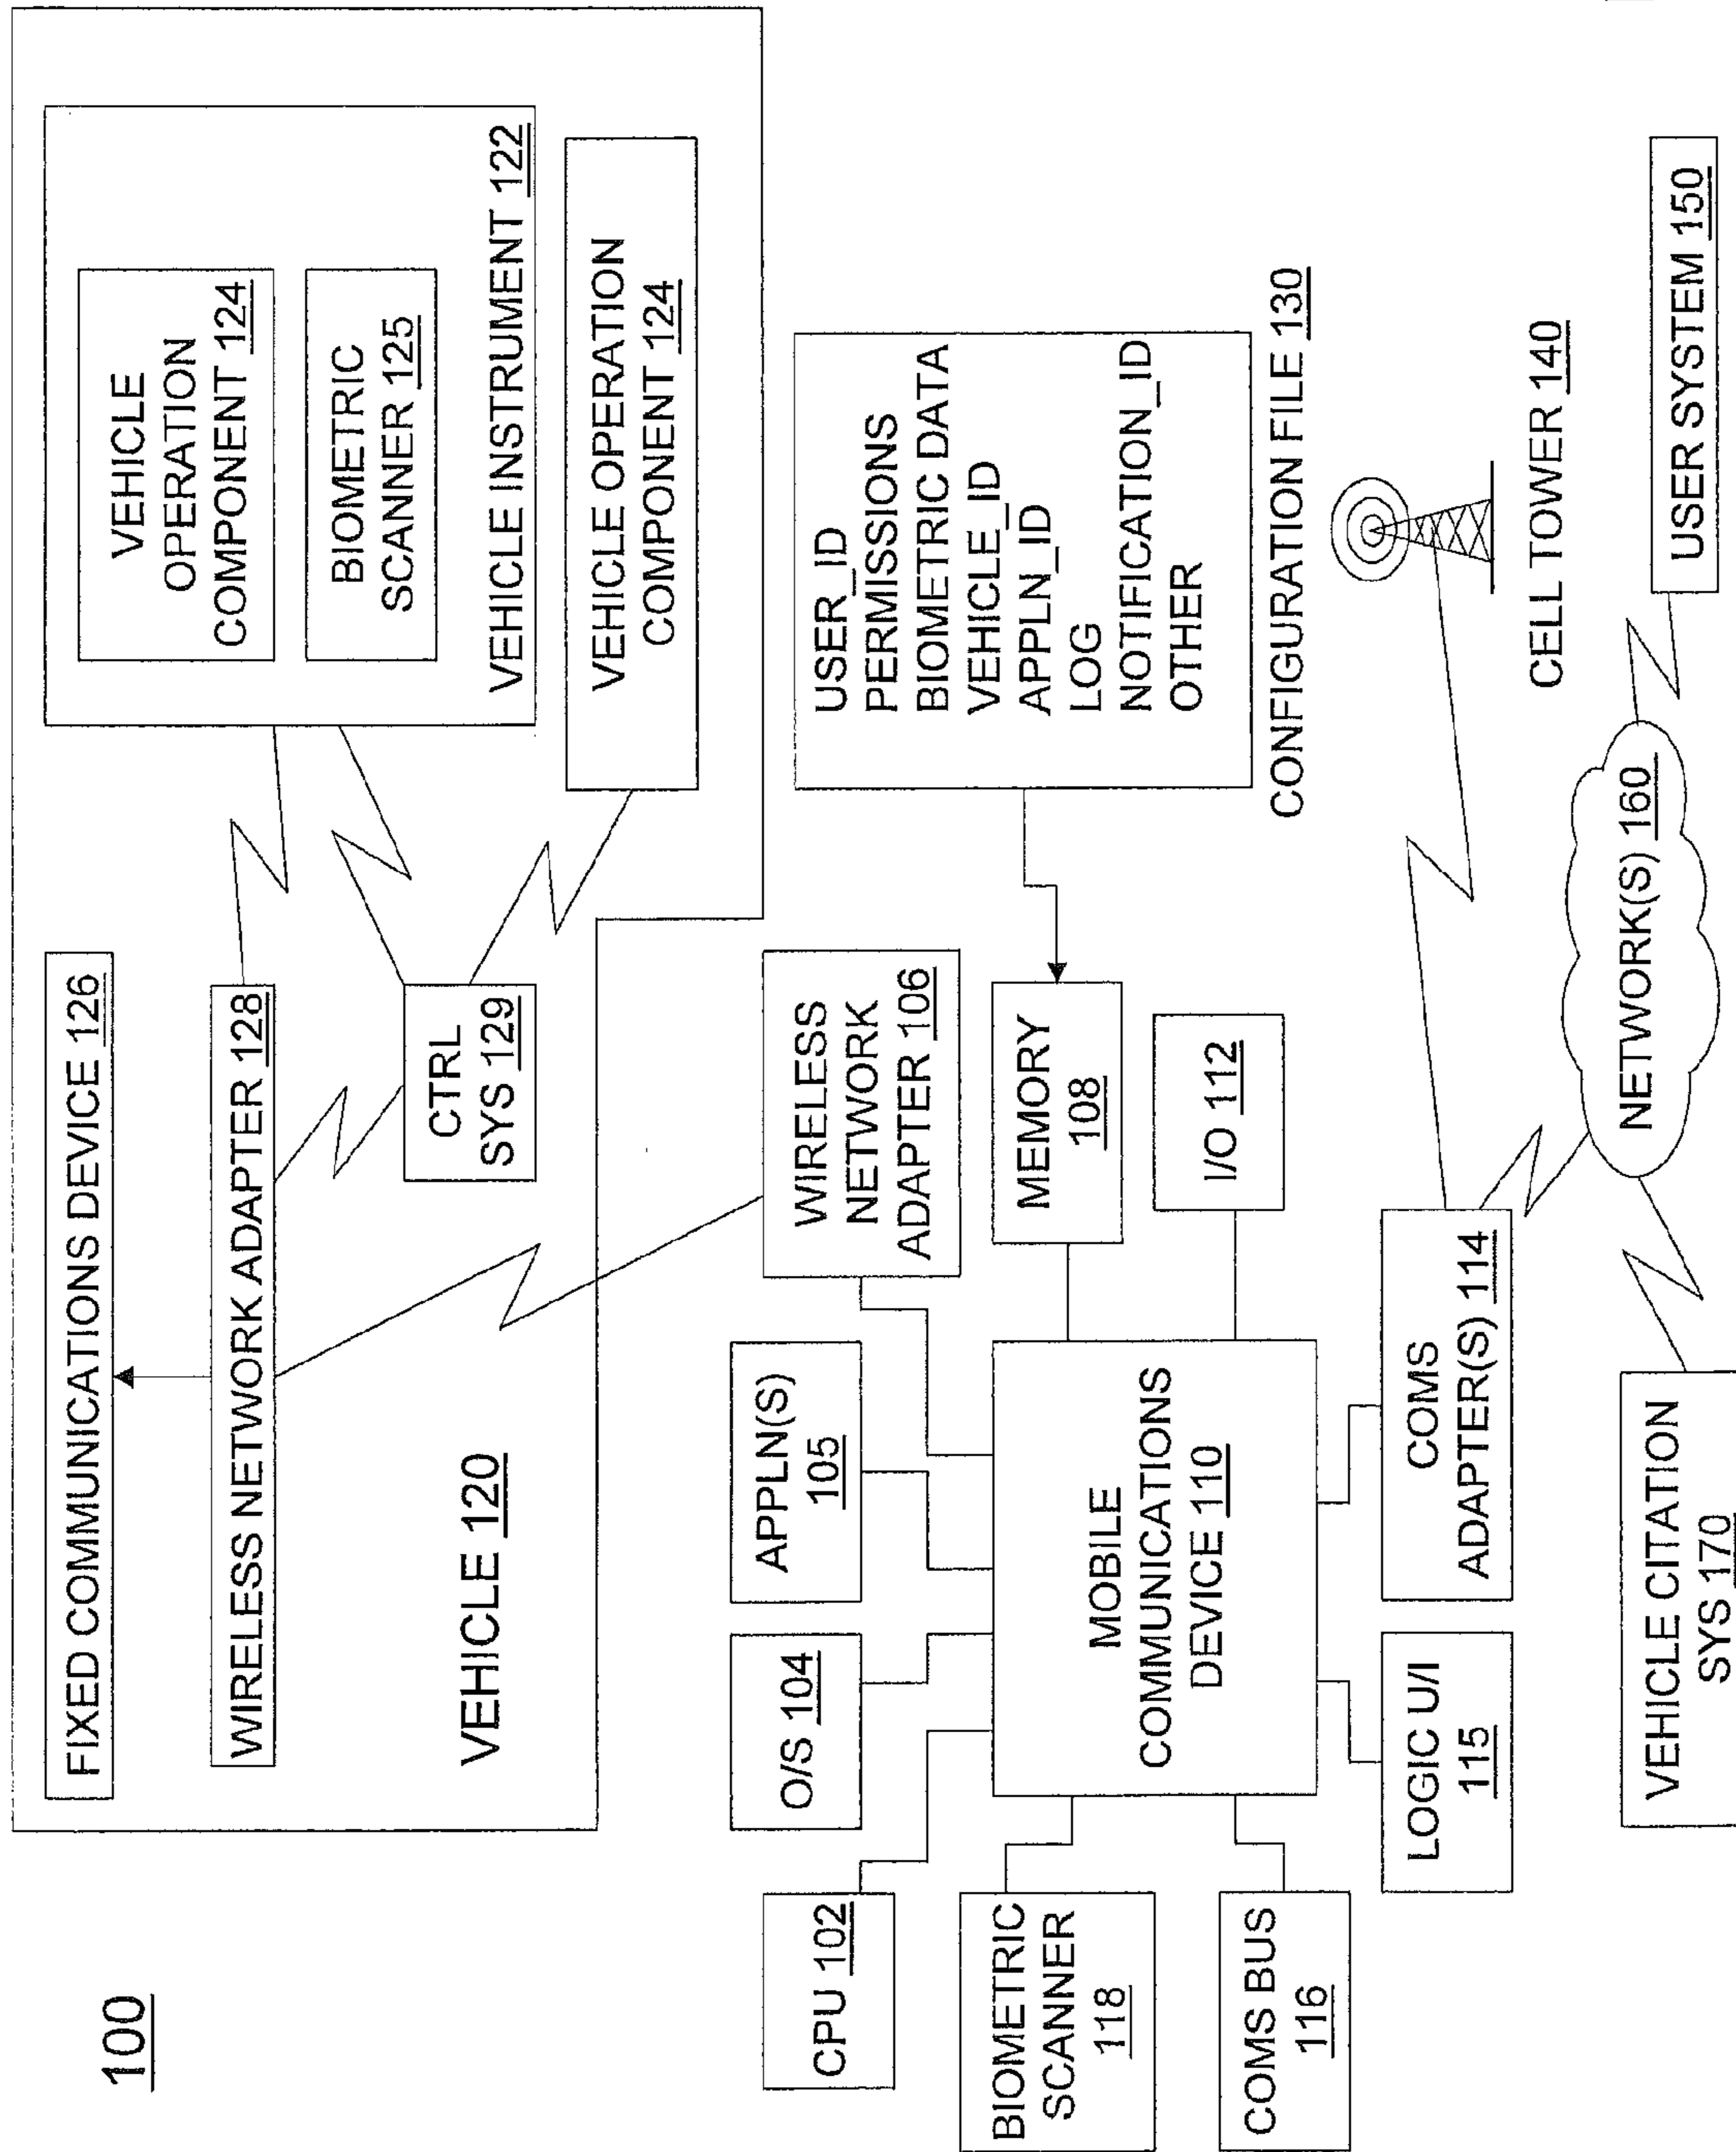 100
FIXED COMMUNICATIONS DEVICE 126
WIRELESS NETWORK ADAPTER 128
VEHICLE 120
CTRL
SYS 129
VEHICLE
OPERATION
COMPONENT 124
BIOMETRIC
SCANNER 125
VEHICLE INSTRUMENT 122
VEHICLE OPERATION
COMPONENT 124
CPU 102
O/S 104
APPLN(S)
105
WIRELESS
NETWORK
ADAPTER 106
USER_ID
PERMISSIONS
BIOMETRIC DATA
VEHICLE_ID
APPLN_ID
LOG
NOTIFICATION_ID
OTHER
CONFIGURATION FILE 130
BIOMETRIC
SCANNER
118
MOBILE
COMMUNICATIONS
DEVICE 110
MEMORY
108
I/O 112
COMS BUS
116
LOGIC U/I
115
COMS
ADAPTER(S) 114
CELL TOWER 140
VEHICLE CITATION
SYS 170
NETWORK(S) 160
USER SYSTEM 150